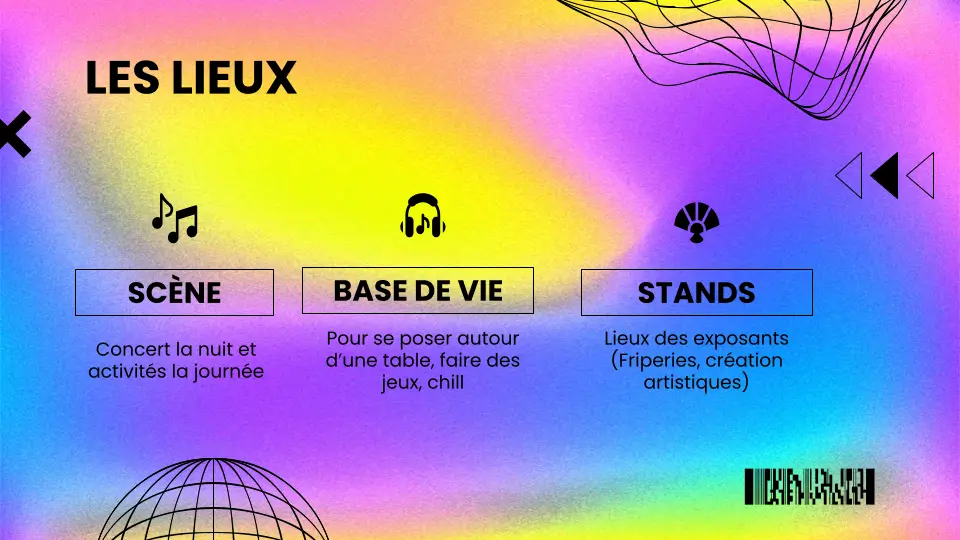 LES LIEUX
SCÈNE
Concert la nuit et
activités la journée
BASE DE VIE
Pour se poser autour
d’une table, faire des
jeux, chill
STANDS
Lieux des exposants
(Friperies, création
artistiques)